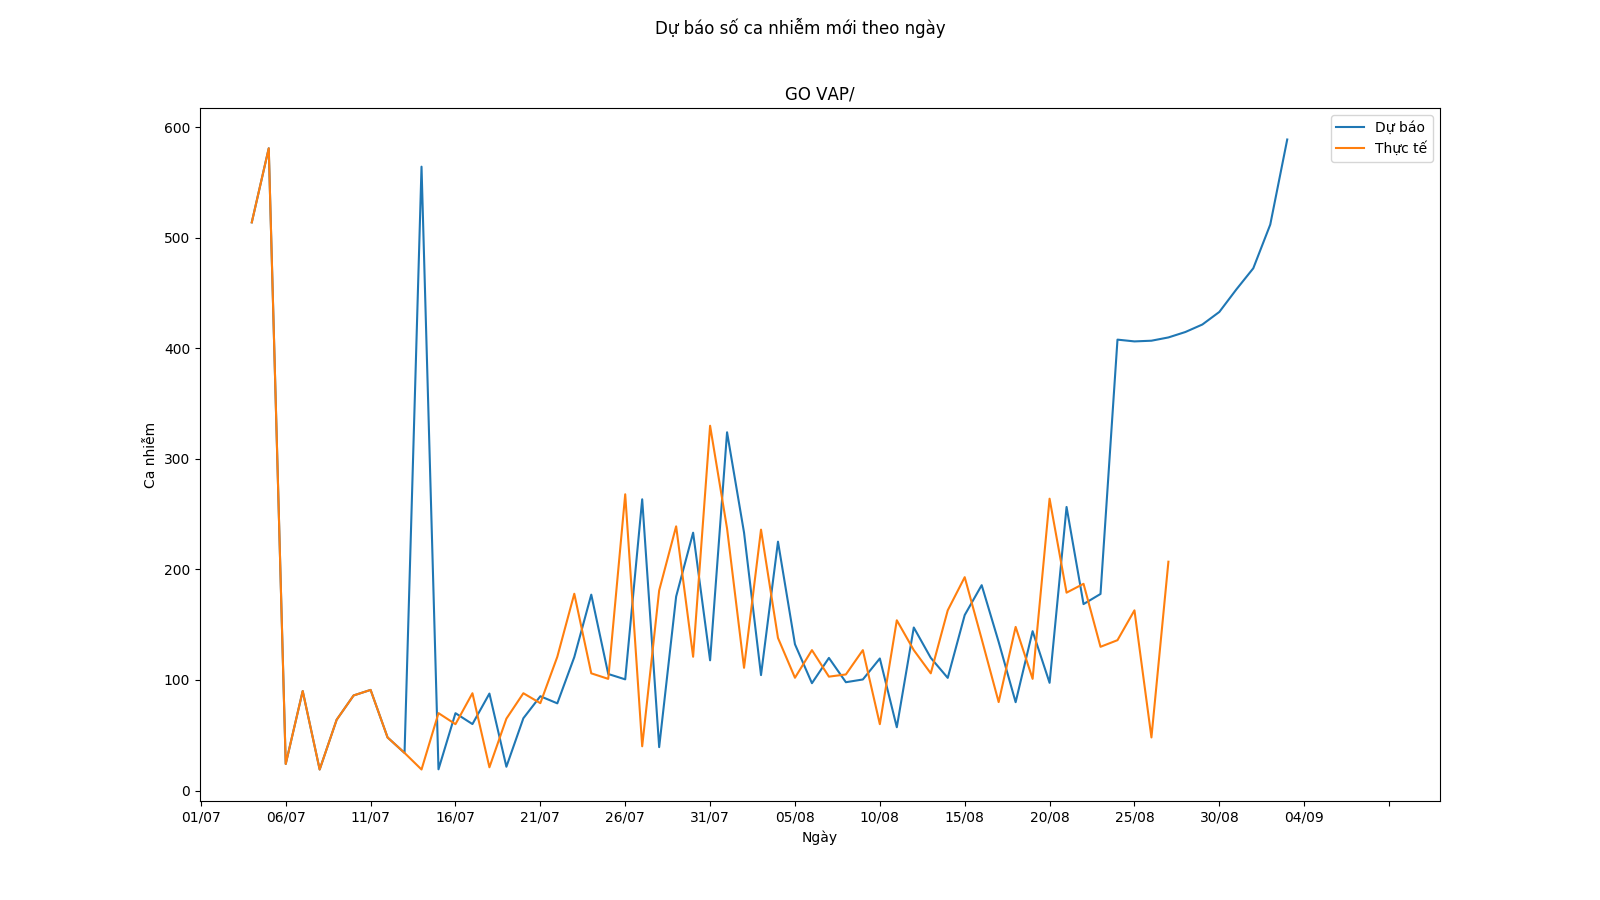 Dự báo số ca nhiễm mới theo ngày
GO VAP/
Dự báo
Thực tế
600
500
400
300
200
100
0
Ca nhiễm
01/07 06/07 11/07 16/07 21/07 26/07 31/07 05/08 10/08 15/08 20/08 25/08 30/08 04/09
Ngày